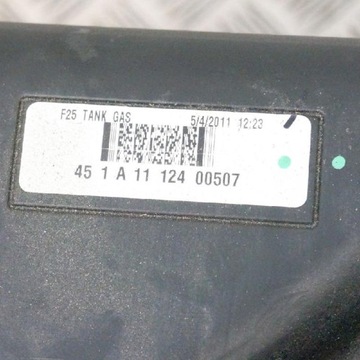 F25 TANK GAS 5/4/2011 12:23
45 1 A 11 124 00507